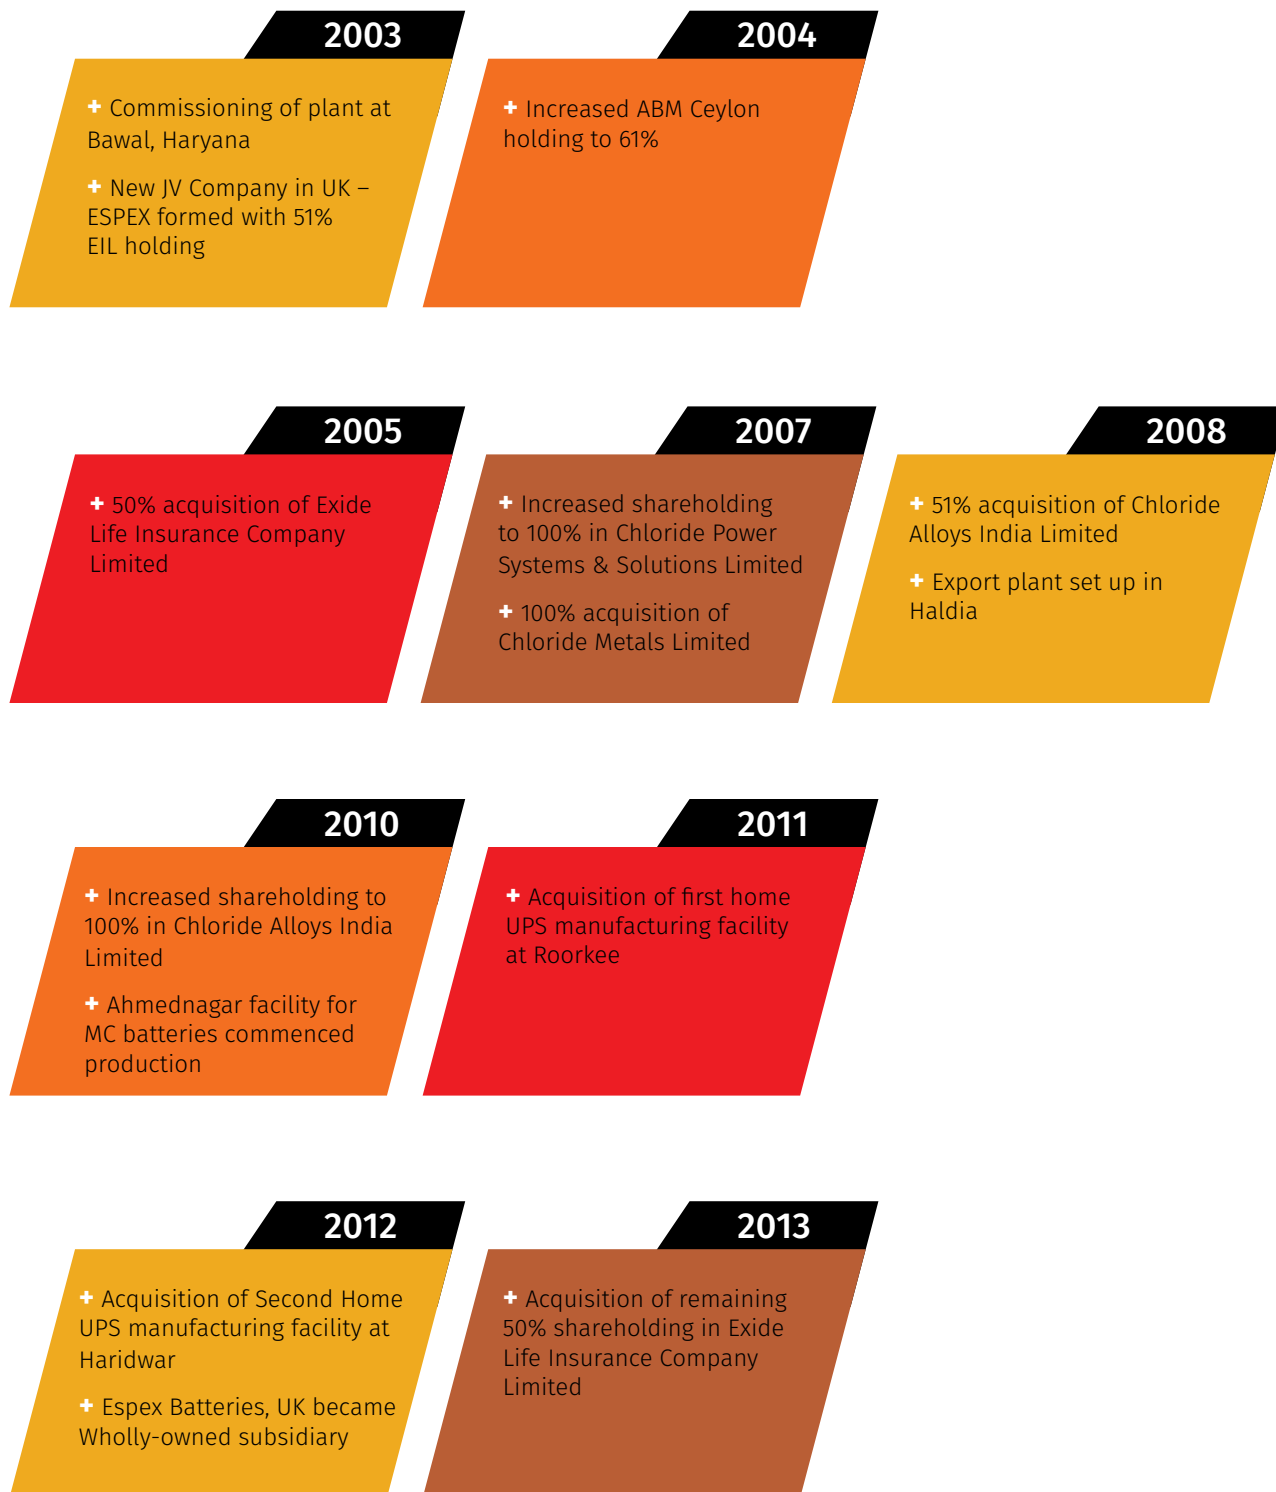 2003
+ Commissioning of plant at
Bawal, Haryana
+ New JV Company in UK –
ESPEX formed with 51%
EIL holding
2004
+ Increased ABM Ceylon
holding to 61%
2005
+ 50% acquisition of Exide
Life Insurance Company
Limited
2007
+ Increased shareholding
to 100% in Chloride Power
Systems & Solutions Limited
+ 100% acquisition of
Chloride Metals Limited
2008
+ 51% acquisition of Chloride
Alloys India Limited
+ Export plant set up in
Haldia
2010
+ Increased shareholding to
100% in Chloride Alloys India
Limited
+ Ahmednagar facility for
MC batteries commenced
production
2011
+ Acquisition of first home
UPS manufacturing facility
at Roorkee
2012
+ Acquisition of Second Home
UPS manufacturing facility at
Haridwar
+ Espex Batteries, UK became
Wholly-owned subsidiary
2013
+ Acquisition of remaining
50% shareholding in Exide
Life Insurance Company
Limited